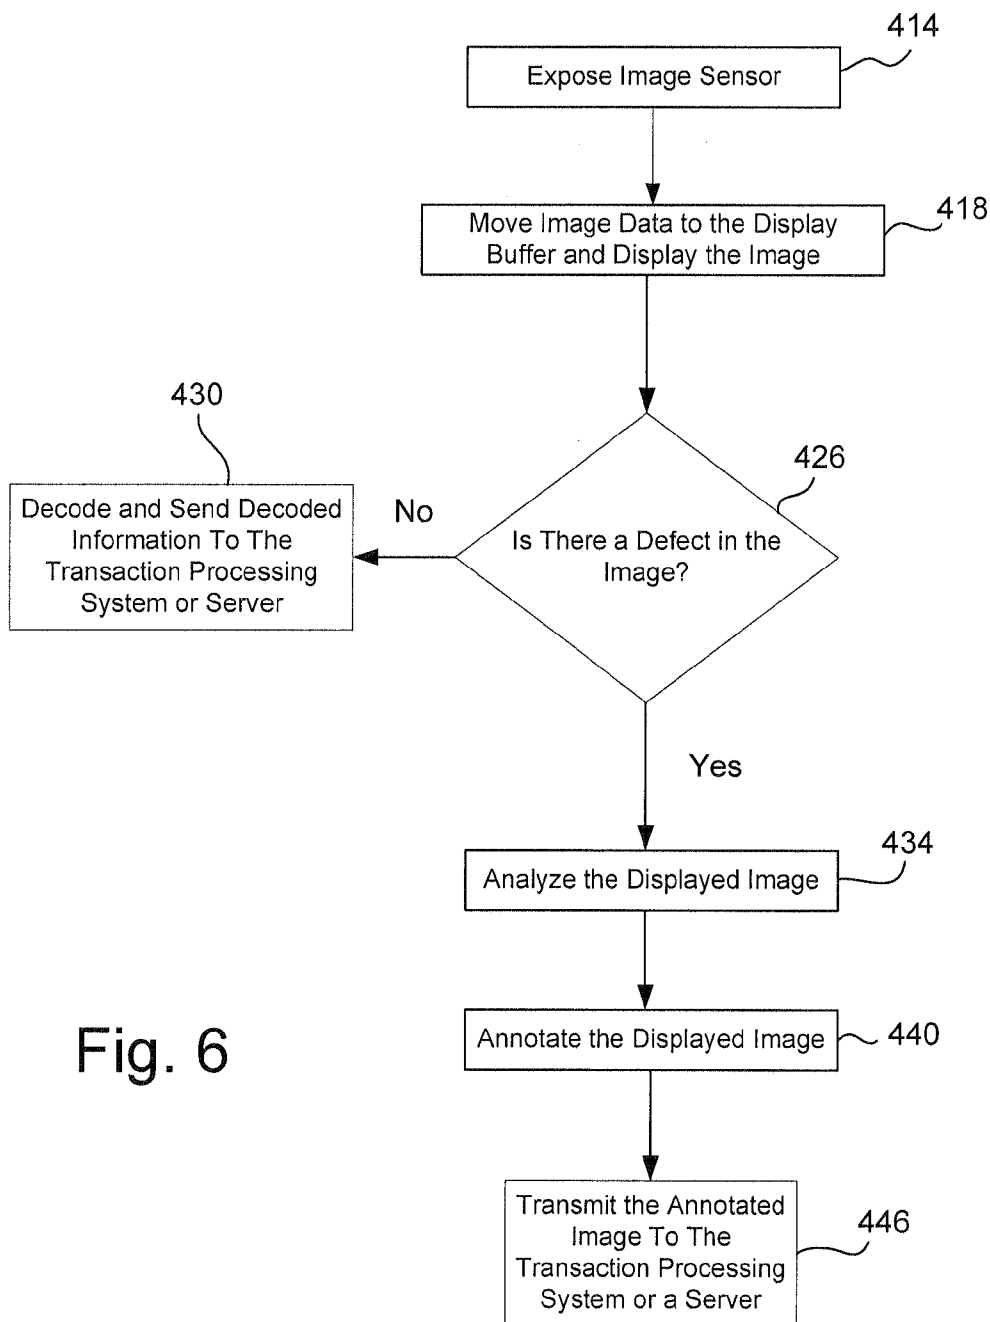 414
Expose Image Sensor
418
Move Image Data to the Display
Buffer and Display the Image
430
426
Decode and Send Decoded
Information To The
Transaction Processing
System or Server
No
Is There a Defect in the
Image?
Yes
434
Analyze the Displayed Image
Fig. 6
Annotate the Displayed Image
440
Transmit the Annotated
Image To The
Transaction Processing
System or a Server
446